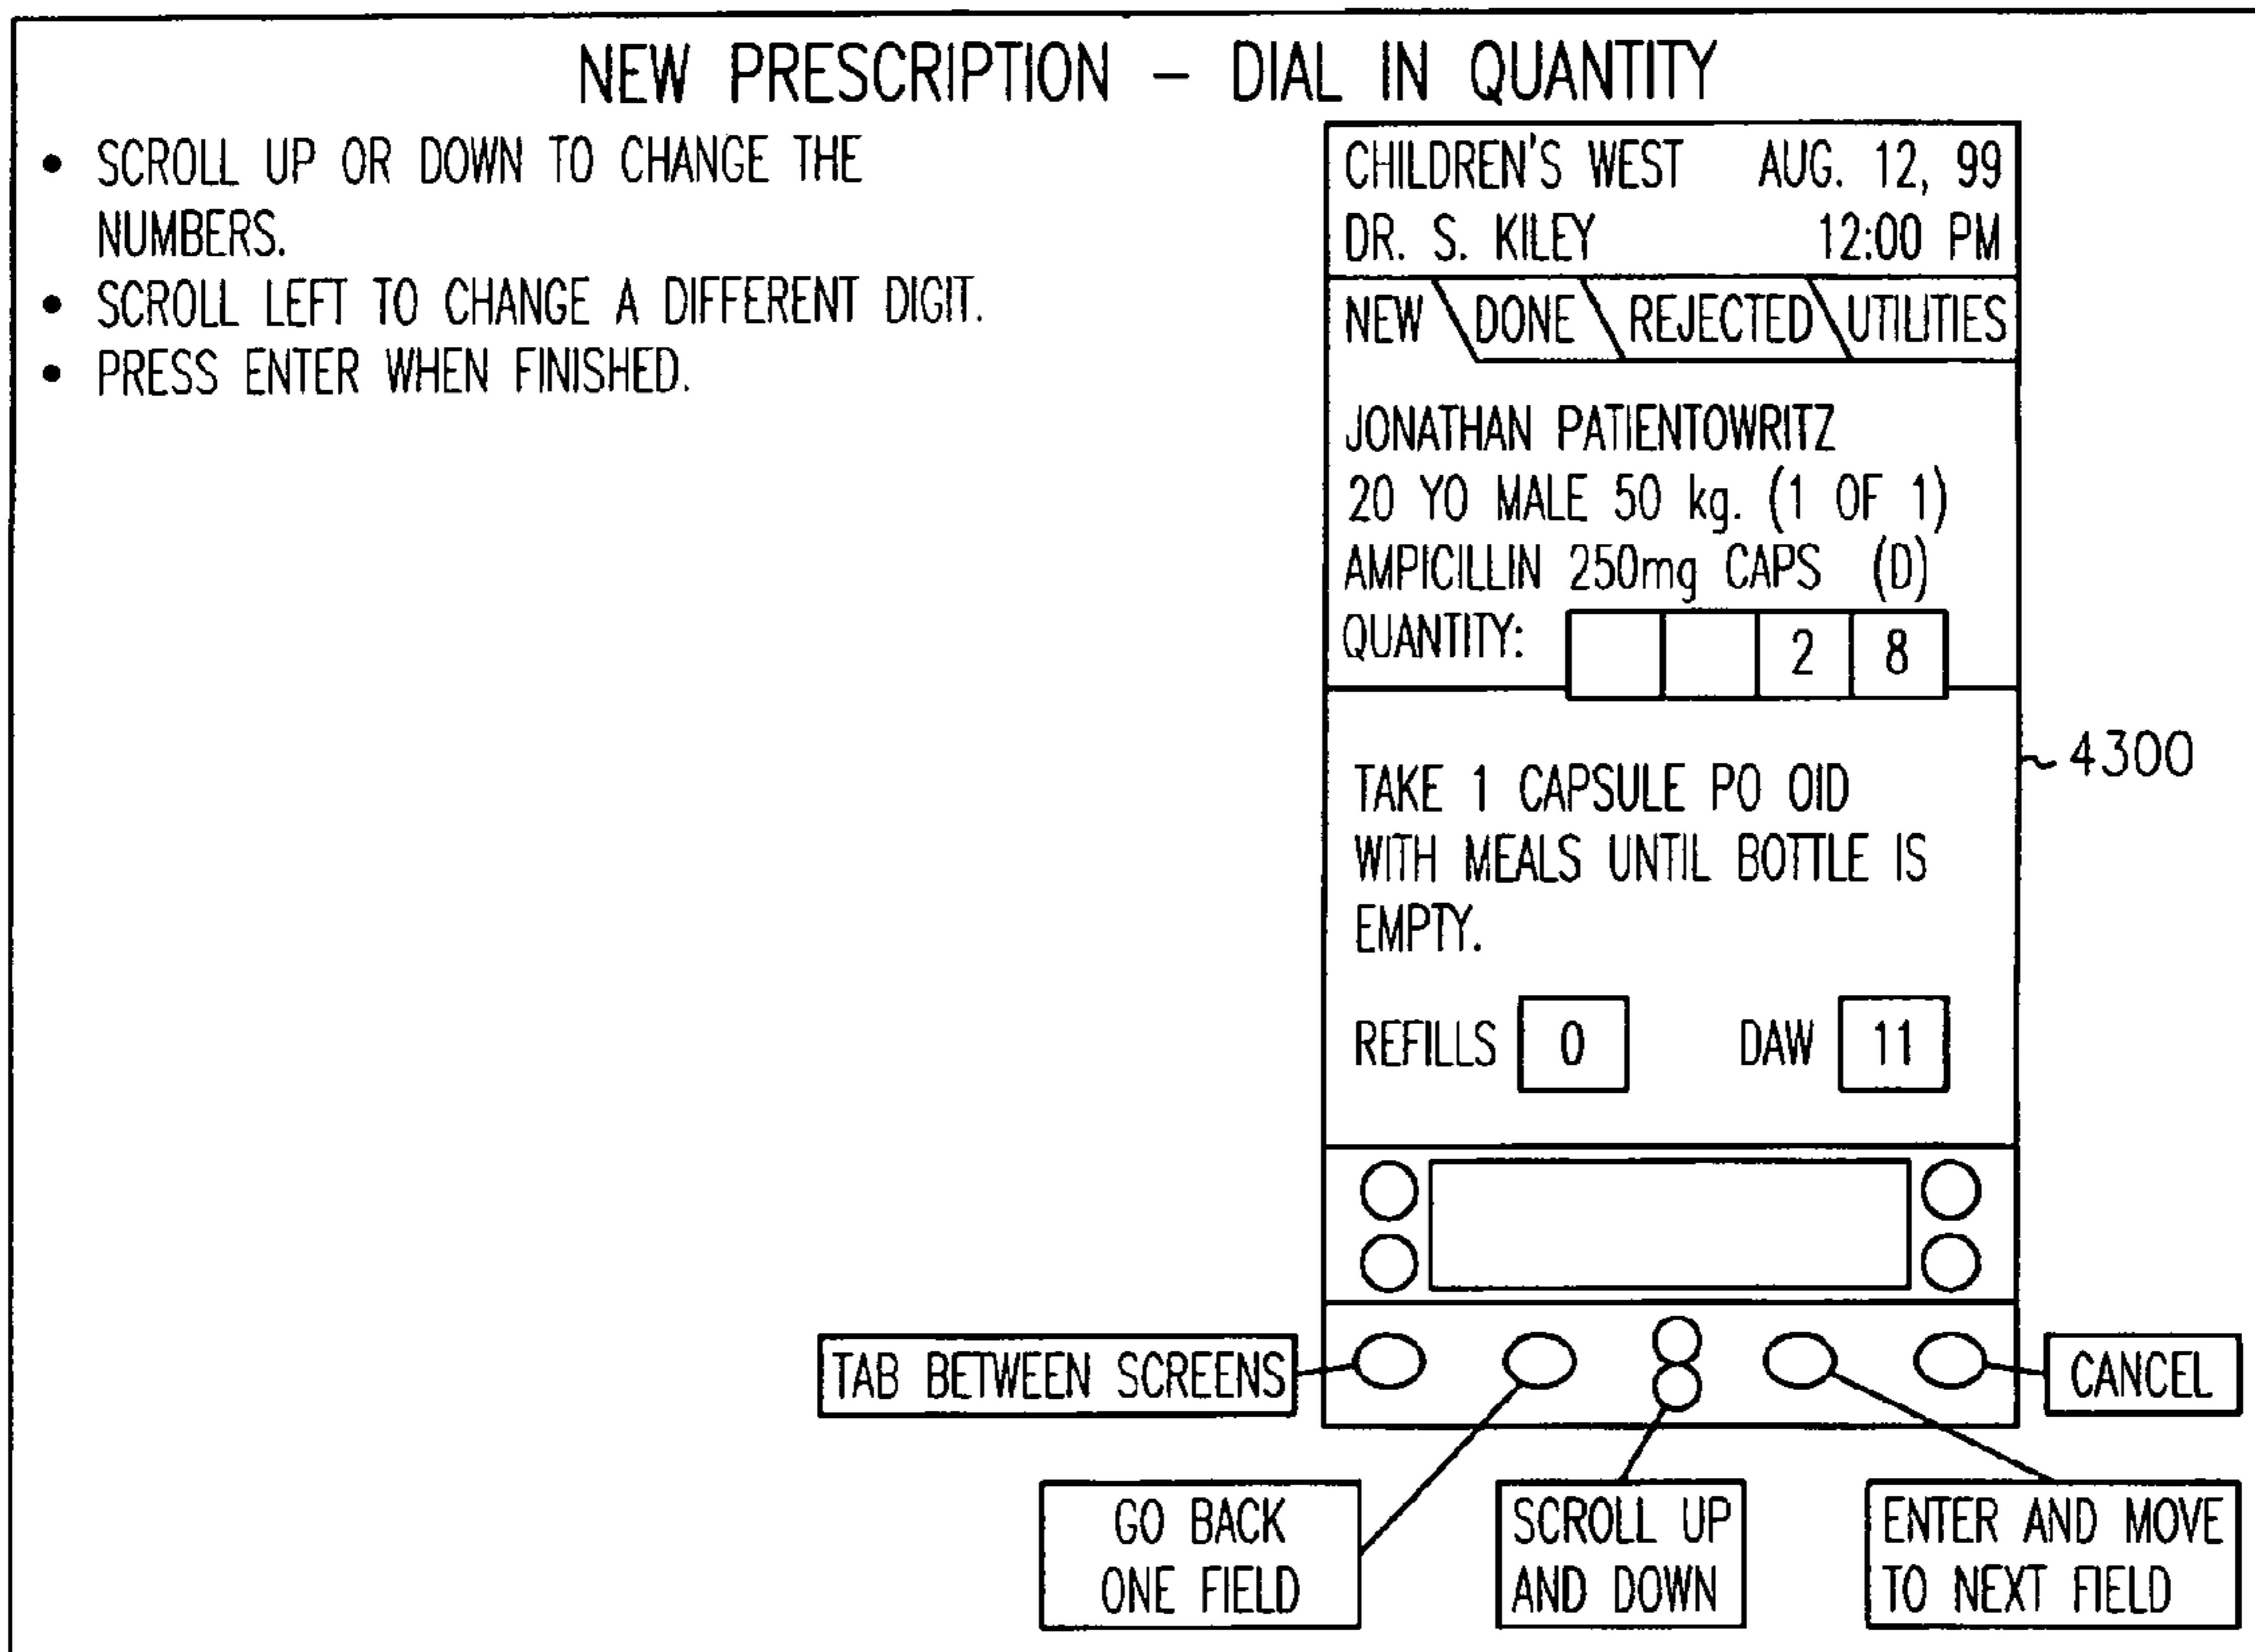 NEW PRESCRIPTION – DIAL IN QUANTITY
• SCROLL UP OR DOWN TO CHANGE THE
NUMBERS.
• SCROLL LEFT TO CHANGE A DIFFERENT DIGIT.
• PRESS ENTER WHEN FINISHED.
CHILDREN'S WEST AUG. 12, 99
DR. S. KILEY 12:00 PM
NEW DONE REJECTED UTILITIES
JONATHAN PATIENTOWRITZ
20 YO MALE 50 kg. (1 OF 1)
AMPICILLIN 250mg CAPS (D)
QUANTITY: 2 8
4300
TAKE 1 CAPSULE PO OID
WITH MEALS UNTIL BOTTLE IS
EMPTY.
REFILLS 0 DAW 11
TAB BETWEEN SCREENS
CANCEL
GO BACK
ONE FIELD
SCROLL UP
AND DOWN
ENTER AND MOVE
TO NEXT FIELD